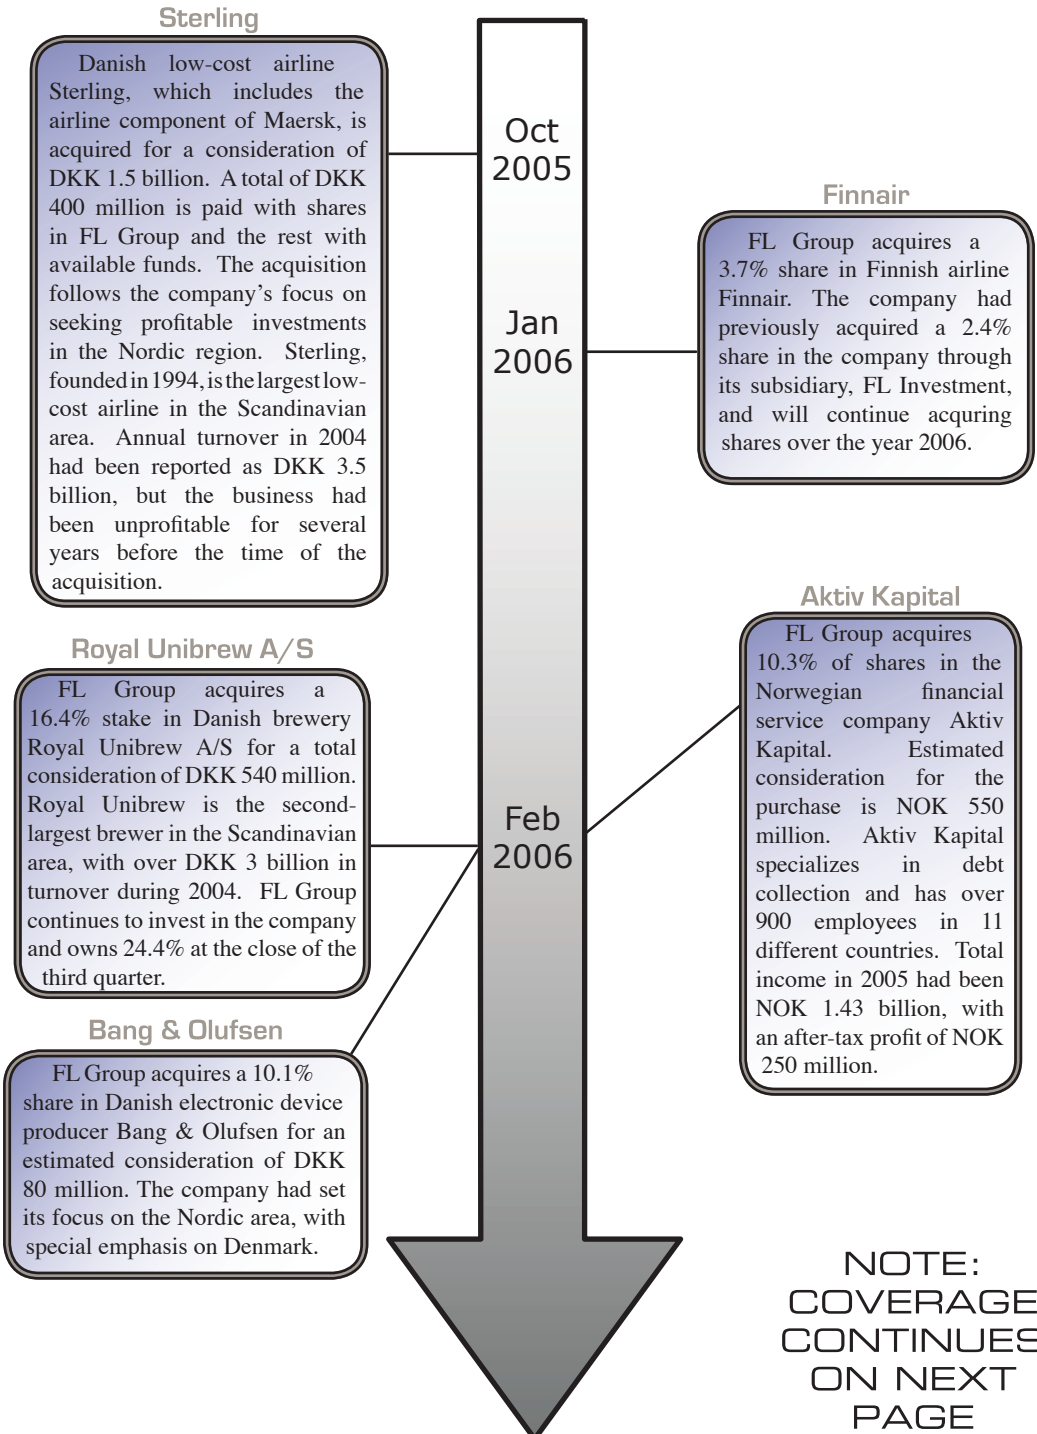 Sterling
Danish low-cost airline
Sterling, which includes the
airline component of Maersk, is
acquired for a consideration of
DKK 1.5 billion. A total of DKK
400 million is paid with shares
in FL Group and the rest with
available funds. The acquisition
follows the company's focus on
seeking profitable investments
in the Nordic region. Sterling,
founded in 1994, is the largest low-
cost airline in the Scandinavian
area. Annual turnover in 2004
had been reported as DKK 3.5
billion, but the business had
been unprofitable for several
years before the time of the
acquisition.
Oct
2005
Finnair
FL Group acquires a
3.7% share in Finnish airline
Finnair. The company had
previously acquired a 2.4%
share in the company through
its subsidiary, FL Investment,
and will continue acquring
shares over the year 2006.
Jan
2006
Royal Unibrew A/S
FL Group acquires a
16.4% stake in Danish brewery
Royal Unibrew A/S for a total
consideration of DKK 540 million.
Royal Unibrew is the second-
largest brewer in the Scandinavian
area, with over DKK 3 billion in
turnover during 2004. FL Group
continues to invest in the company
and owns 24.4% at the close of the
third quarter.
Feb
2006
Aktiv Kapital
FL Group acquires
10.3% of shares in the
Norwegian financial
service company Aktiv
Kapital. Estimated
consideration for the
purchase is NOK 550
million. Aktiv Kapital
specializes in debt
collection and has over
900 employees in 11
different countries. Total
income in 2005 had been
NOK 1.43 billion, with
an after-tax profit of NOK
250 million.
Bang & Olufsen
FL Group acquires a 10.1%
share in Danish electronic device
producer Bang & Olufsen for an
estimated consideration of DKK
80 million. The company had set
its focus on the Nordic area, with
special emphasis on Denmark.
NOTE:
COVERAGE
CONTINUES
ON NEXT
PAGE